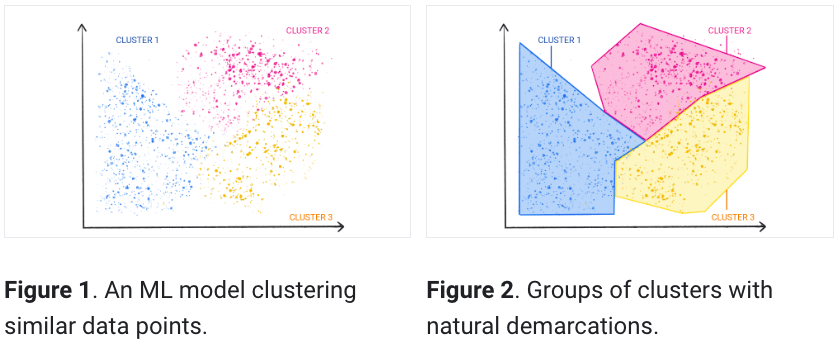 CLUSTER 1
CLUSTER 2
CLUSTER 3
Figure 1. An ML model clustering
similar data points.
CLUSTER 1
CLUSTER 2
CLUSTER 3
Figure 2. Groups of clusters with
natural demarcations.